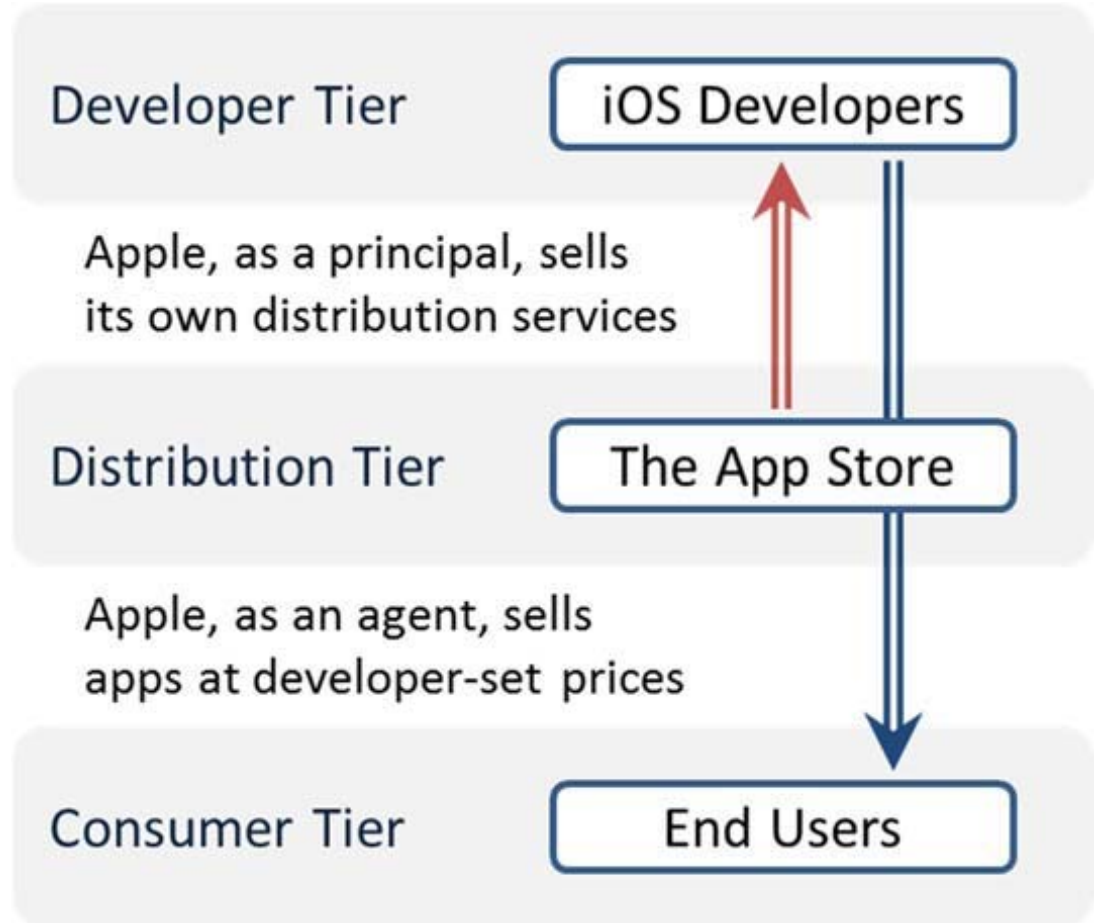 Developer Tier
iOS Developers
Apple, as a principal, sells
its own distribution services
Distribution Tier
The App Store
Apple, as an agent, sells
apps at developer-set prices
Consumer Tier
End Users